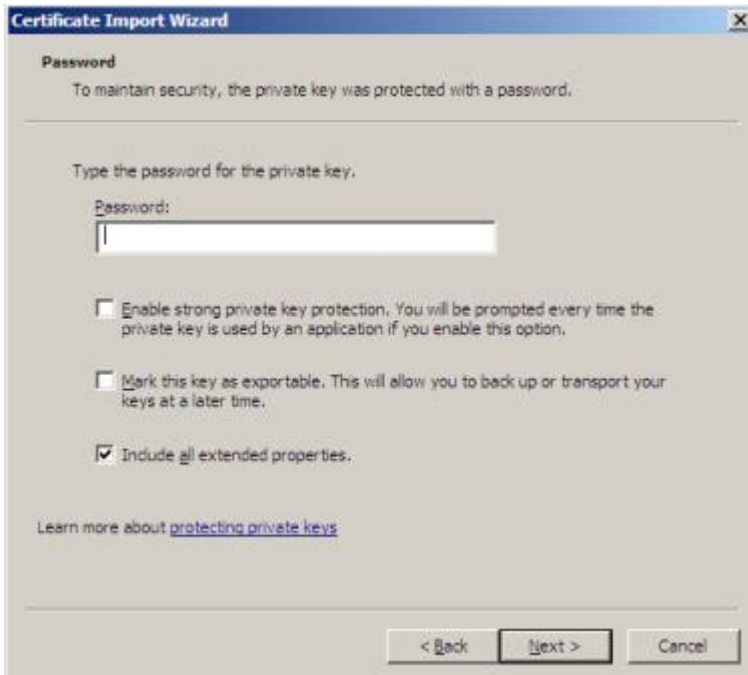 Certificate Import Wizard
Password
To maintain security, the private key was protected with a password.
Type the password for the private key.
Password:
Enable strong private key protection. You will be prompted every time the
private key is used by an application if you enable this option.
Mark this key as exportable. This will allow you to back up or transport your
keys at a later time.
Include all extended properties.
Learn more about protecting private keys
< Back Next > Cancel